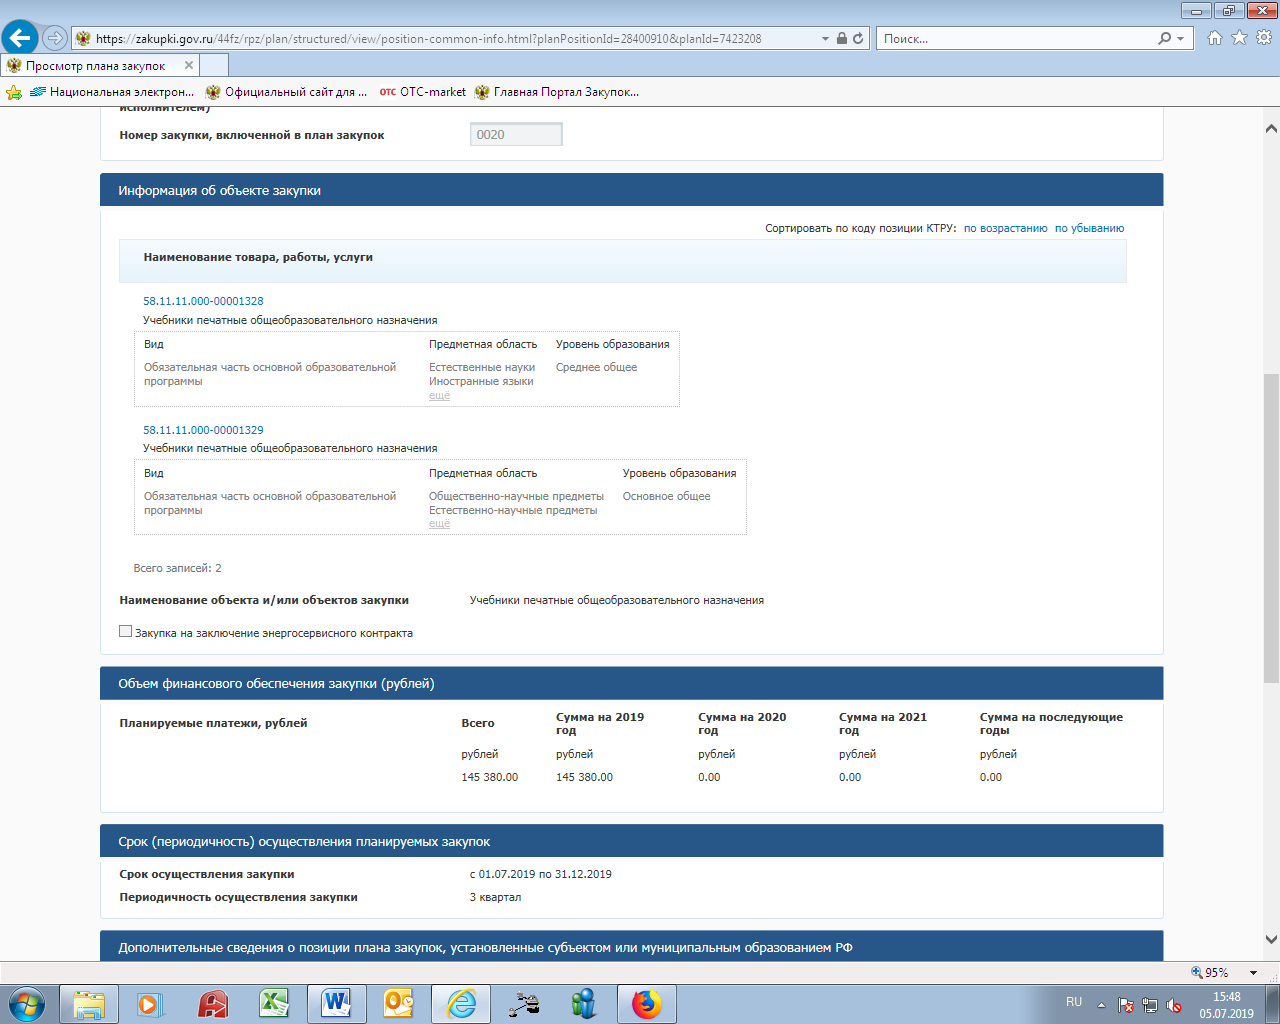 https://zakupki.gov.ru/44fz/rpz/plan/structured/view/position-common-info.html?planPositionId=28400910&planId=7423208
Поиск...
Просмотр плана закупок
Национальная электрон...
Официальный сайт для ...
OTC OTC-market
Главная Портал Закупок...
исполнителем)
Номер закупки, включенной в план закупок 0020
Информация об объекте закупки
Сортировать по коду позиции КТРУ: по возрастанию по убыванию
Наименование товара, работы, услуги
58.11.11.000-00001328
Учебники печатные общеобразовательного назначения
Вид Предметная область Уровень образования
Обязательная часть основной образовательной Естественные науки Среднее общее
программы Иностранные языки
ещё
58.11.11.000-00001329
Учебники печатные общеобразовательного назначения
Вид Предметная область Уровень образования
Обязательная часть основной образовательной Общественно-научные предметы Основное общее
программы Естественно-научные предметы
ещё
Всего записей: 2
Наименование объекта и/или объектов закупки Учебники печатные общеобразовательного назначения
Закупка на заключение энергосервисного контракта
Объем финансового обеспечения закупки (рублей)
Планируемые платежи, рублей Всего Сумма на 2019 год Сумма на 2020 год Сумма на 2021 год Сумма на последующие годы
рублей рублей рублей рублей рублей
145 380.00 145 380.00 0.00 0.00 0.00
Срок (периодичность) осуществления планируемых закупок
Срок осуществления закупки с 01.07.2019 по 31.12.2019
Периодичность осуществления закупки 3 квартал
Дополнительные сведения о позиции плана закупок, установленные субъектом или муниципальным образованием РФ
95%
RU
15:48
05.07.2019